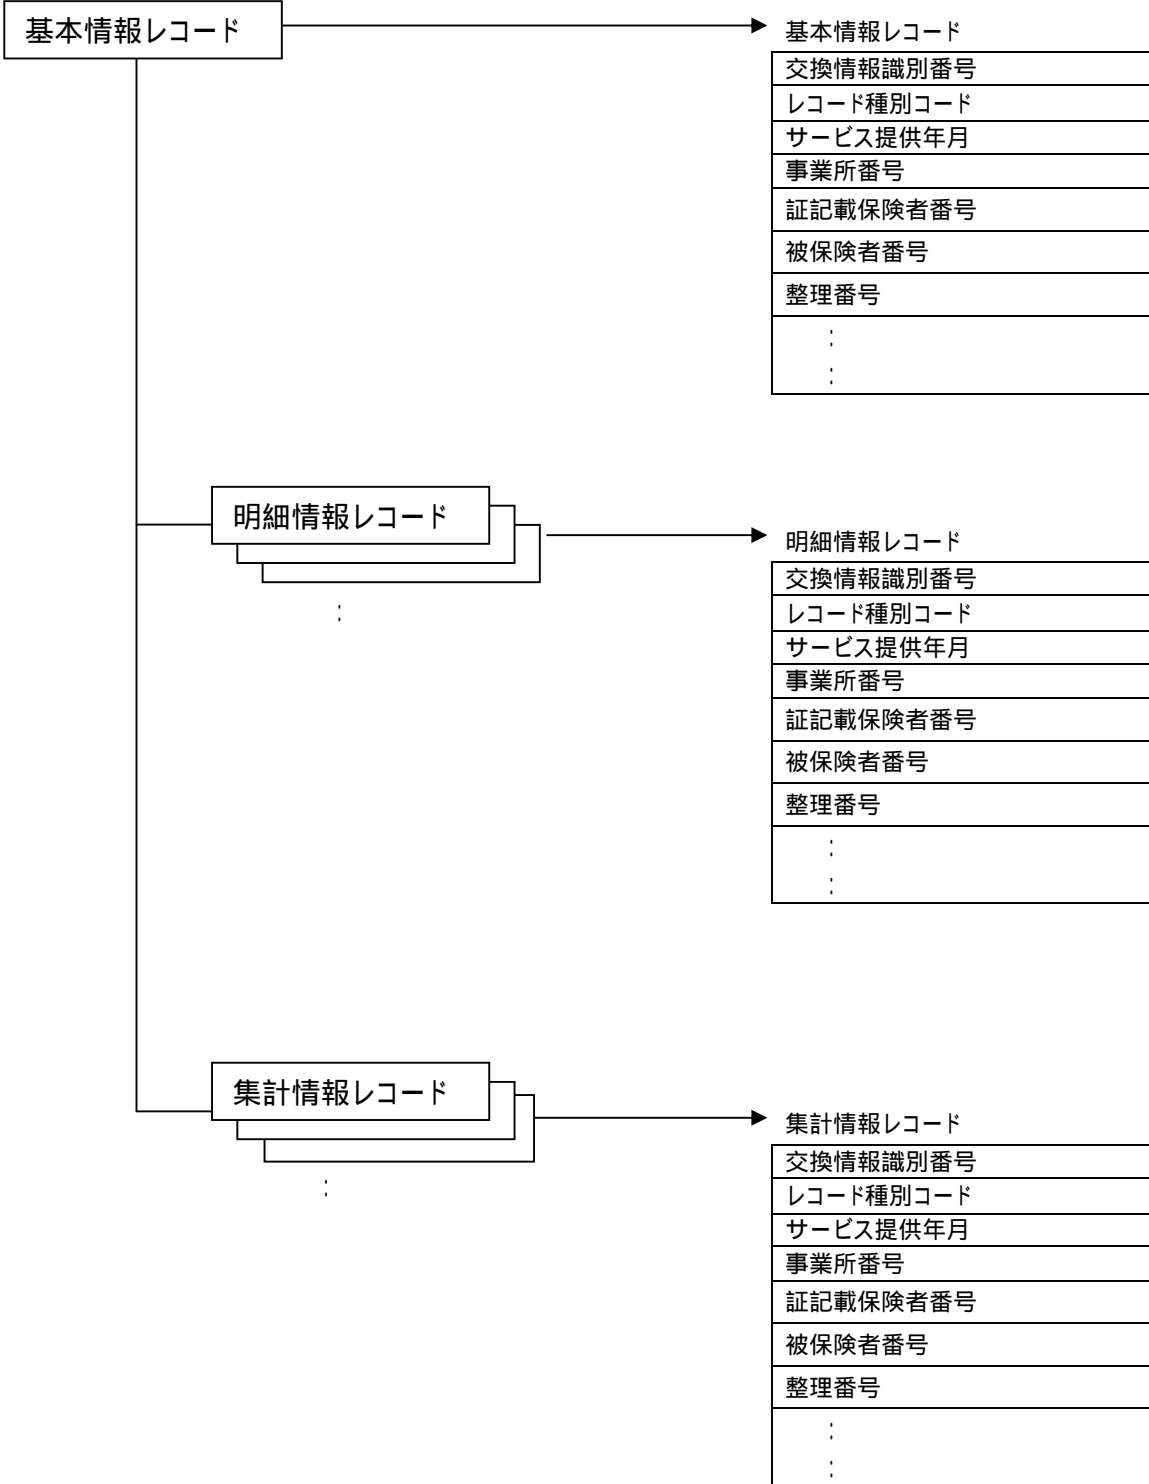 基本情報レコード
基本情報レコード
交換情報識別番号
レコード種別コード
サービス提供年月
事業所番号
証記載保険者番号
被保険者番号
整理番号
:
:
明細情報レコード
:
明細情報レコード
交換情報識別番号
レコード種別コード
サービス提供年月
事業所番号
証記載保険者番号
被保険者番号
整理番号
:
:
集計情報レコード
:
集計情報レコード
交換情報識別番号
レコード種別コード
サービス提供年月
事業所番号
証記載保険者番号
被保険者番号
整理番号
:
: